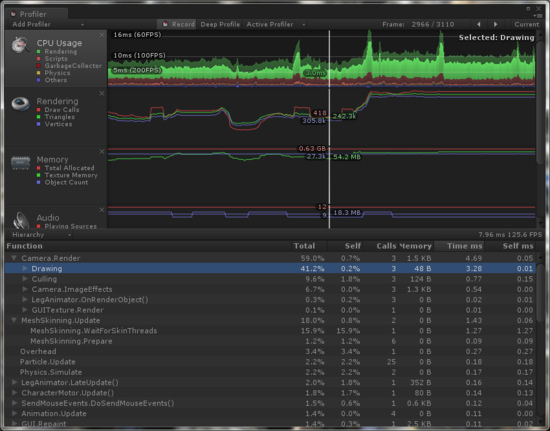 Profiler
Add Profiler Record Deep Profile Active Profiler Frame: 2966 / 3110 Current
CPU Usage
Rendering
Scripts
GarbageCollector
Physics
Others
16ms (60FPS)
10ms (100FPS)
5ms (200FPS)
Selected: Drawing
2.0ms
Rendering
Draw Calls
Triangles
Vertices
418
305.8k
242.3k
Memory
Total Allocated
Texture Memory
Object Count
0.63 GB
27.3k
54.2 MB
Audio
Playing Sources
12
9
18.3 MB
Hierarchy 7.96 ms 125.6 FPS
Function Total Self Calls Memory Time ms Self ms
Camera.Render 59.0% 0.7% 3 1.5 KB 4.69 0.05
Drawing 41.2% 0.2% 3 48 B 3.28 0.01
Culling 9.6% 1.8% 3 124 B 0.77 0.15
Camera.ImageEffects 6.7% 0.0% 3 1.3 KB 0.54 0.00
LegAnimator.OnRenderObject() 0.3% 0.2% 3 0 B 0.02 0.01
GUITexture.Render 0.1% 0.0% 1 0 B 0.01 0.00
MeshSkinning.Update 18.0% 0.8% 2 0 B 1.43 0.06
MeshSkinning.WaitForSkinThreads 15.9% 15.9% 1 0 B 1.27 1.27
MeshSkinning.Prepare 1.2% 1.2% 6 0 B 0.09 0.09
Overhead 3.4% 3.4% 1 0 B 0.27 0.27
Particle.Update 2.2% 2.2% 25 0 B 0.18 0.18
Physics.Simulate 2.2% 2.2% 2 0 B 0.17 0.17
LegAnimator.LateUpdate() 2.0% 1.8% 1 352 B 0.16 0.14
CharacterMotor.Update() 1.8% 1.7% 1 80 B 0.14 0.13
SendMouseEvents.DoSendMouseEvents() 1.5% 0.6% 1 0.6 KB 0.12 0.04
Animation.Update 1.4% 0.0% 4 0 B 0.11 0.00
GUI.Repaint 1.4% 0.4% 1 2.5 KB 0.11 0.03